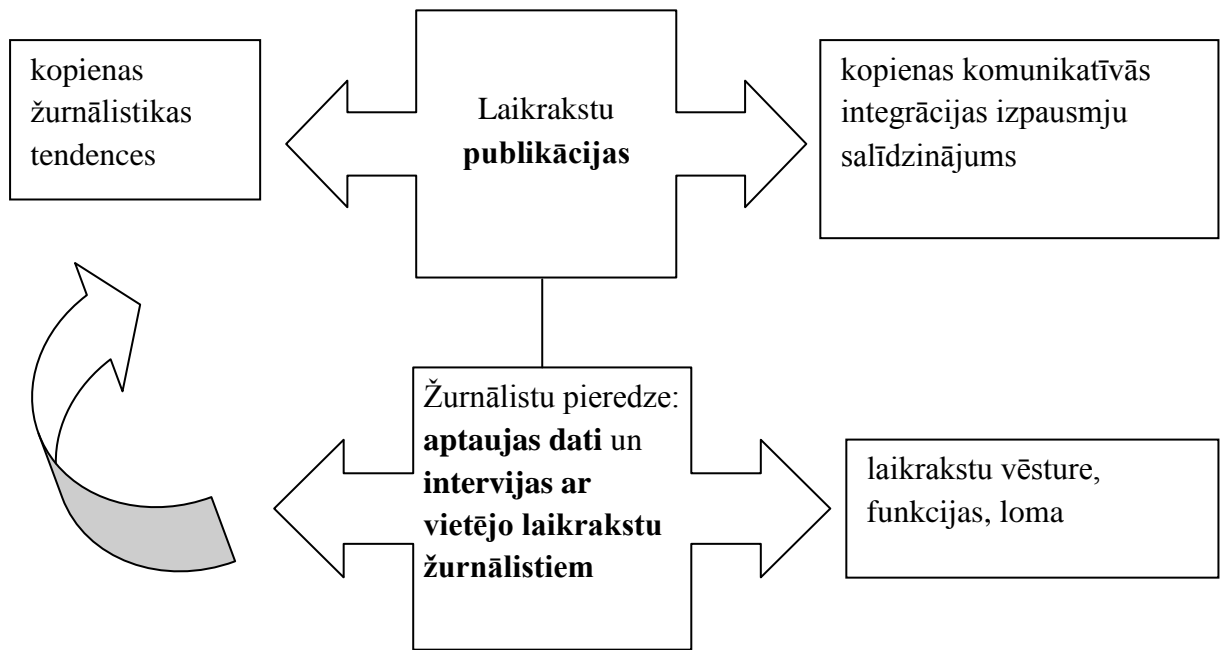 kopienas
žurnālistikas
tendences
Laikrakstu
publikācijas
kopienas komunikatīvās
integrācijas izpausmju
salīdzinājums
Žurnālistu pieredze:
aptaujas dati un
intervijas ar
vietējo laikrakstu
žurnālistiem
laikrakstu vēsture,
funkcijas, loma